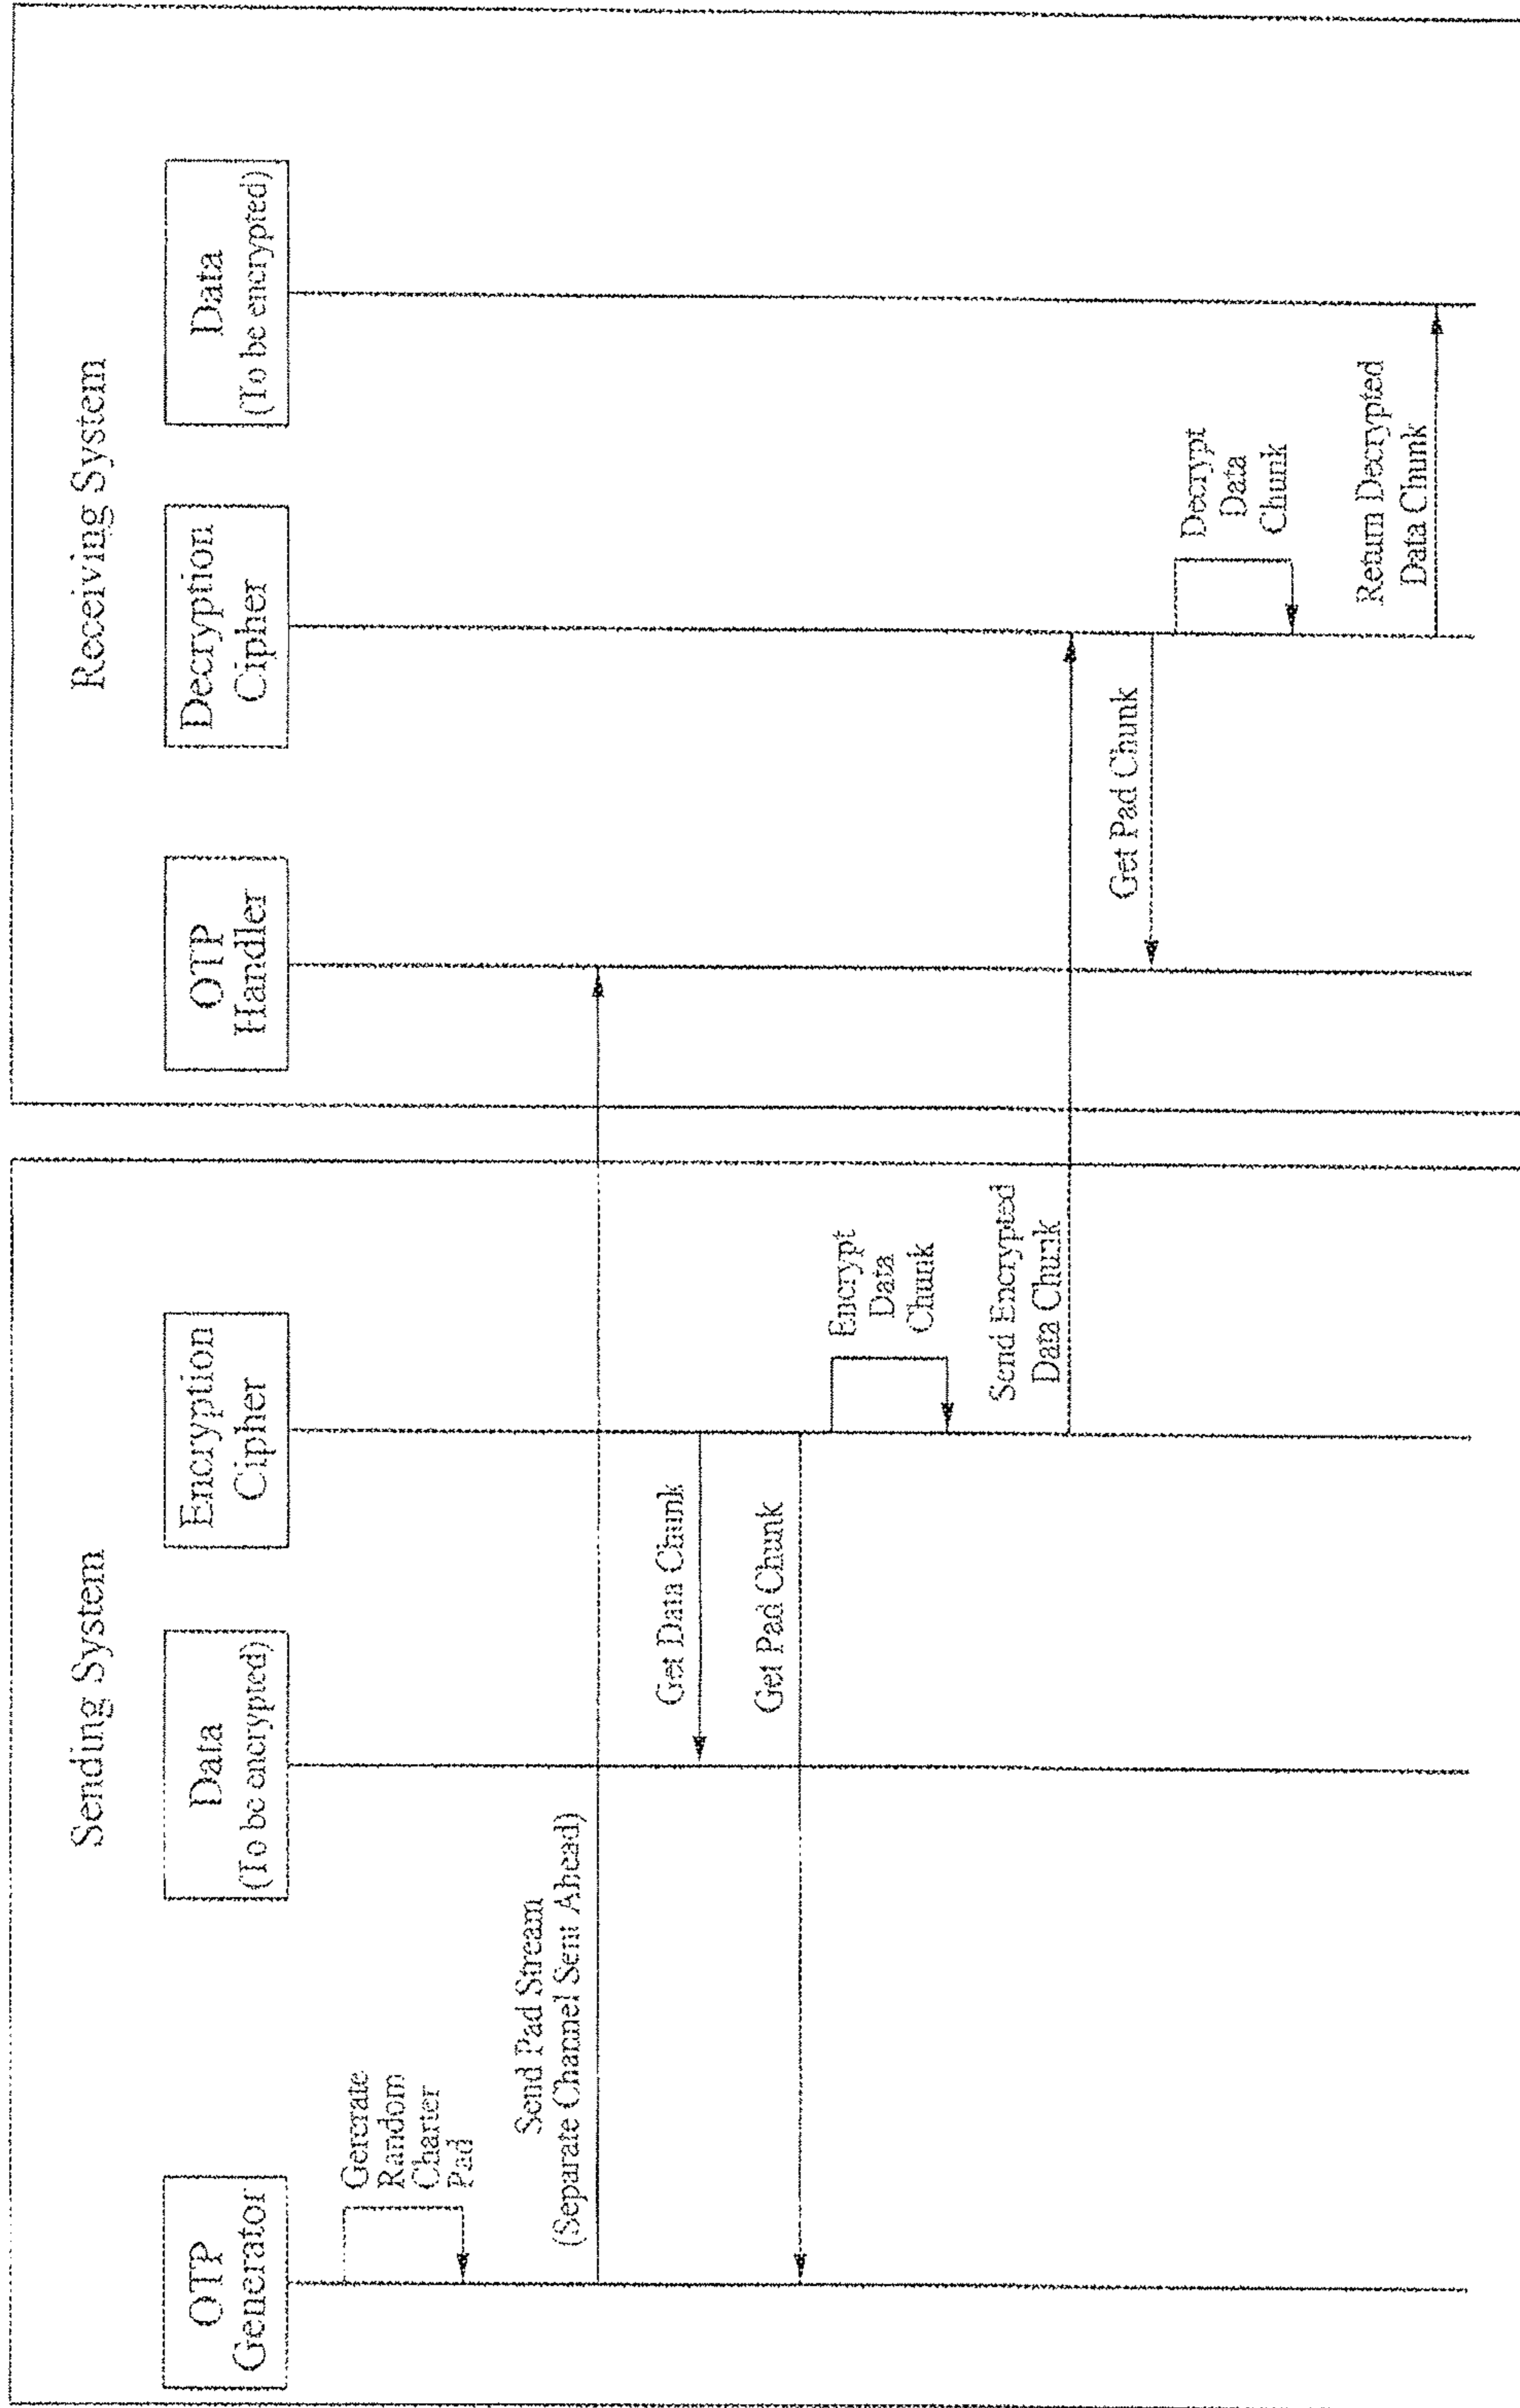 Sending System
OTP
Generator
Data
(To be encrypted)
Encryption
Cipher
Receiving System
OTP
Handler
Decryption
Cipher
Data
(To be encrypted)
Generate
Random
Charter
Pad
Send Pad Stream
(Separate Channel Sent Ahead)
Get Data Chunk
Get Pad Chunk
Encrypt
Data
Chunk
Send Encrypted
Data Chunk
Get Pad Chunk
Decrypt
Data
Chunk
Return Decrypted
Data Chunk